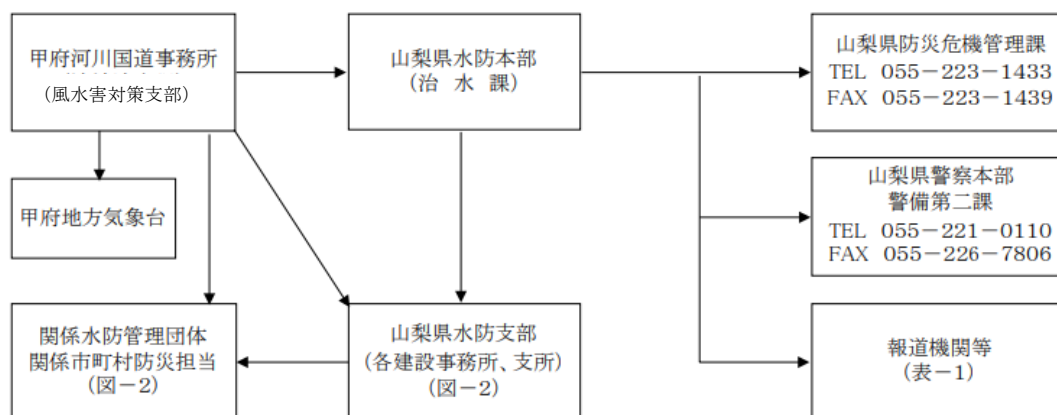 甲府河川国道事務所
(風水害対策支部)
山梨県水防本部
(治 水 課)
山梨県防災危機管理課
TEL 055-223-1433
FAX 055-223-1439
甲府地方気象台
山梨県警察本部
警備第二課
TEL 055-221-0110
FAX 055-226-7806
関係水防管理団体
関係市町村防災担当
(図-2)
山梨県水防支部
(各建設事務所、支所)
(図-2)
報道機関等
(表-1)